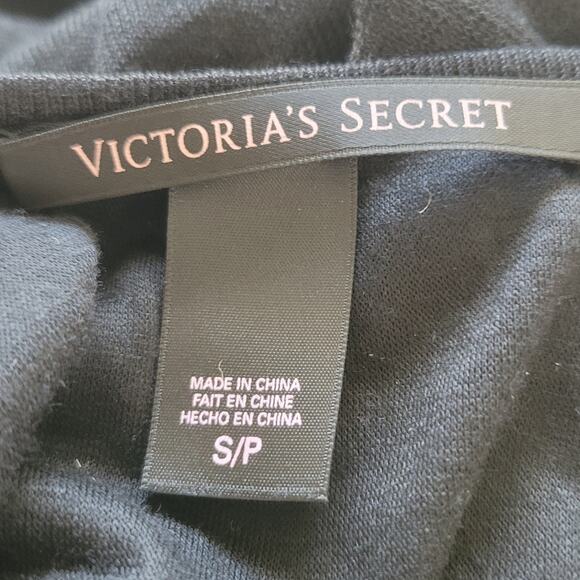 VICTORIA'S SECRET
MADE IN CHINA
FAIT EN CHINE
HECHO EN CHINA
S/P